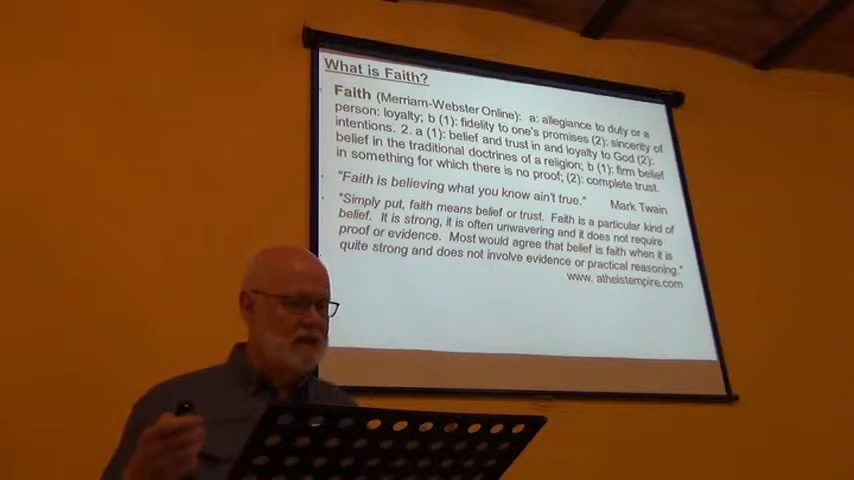 What is Faith?
Faith (Merriam-Webster Online): a: allegiance to duty or a
person: loyalty; b (1): fidelity to one's promises (2): sincerity of
intentions. 2. a (1): belief and trust in and loyalty to God (2):
belief in the traditional doctrines of a religion; b (1): firm belief
in something for which there is no proof; (2): complete trust.
"Faith is believing what you know ain't true." Mark Twain
"Simply put, faith means belief or trust. Faith is a particular kind of
belief. It is strong, it is often unwavering and it does not require
proof or evidence. Most would agree that belief is faith when it is
quite strong and does not involve evidence or practical reasoning."
www. atheistempire.com